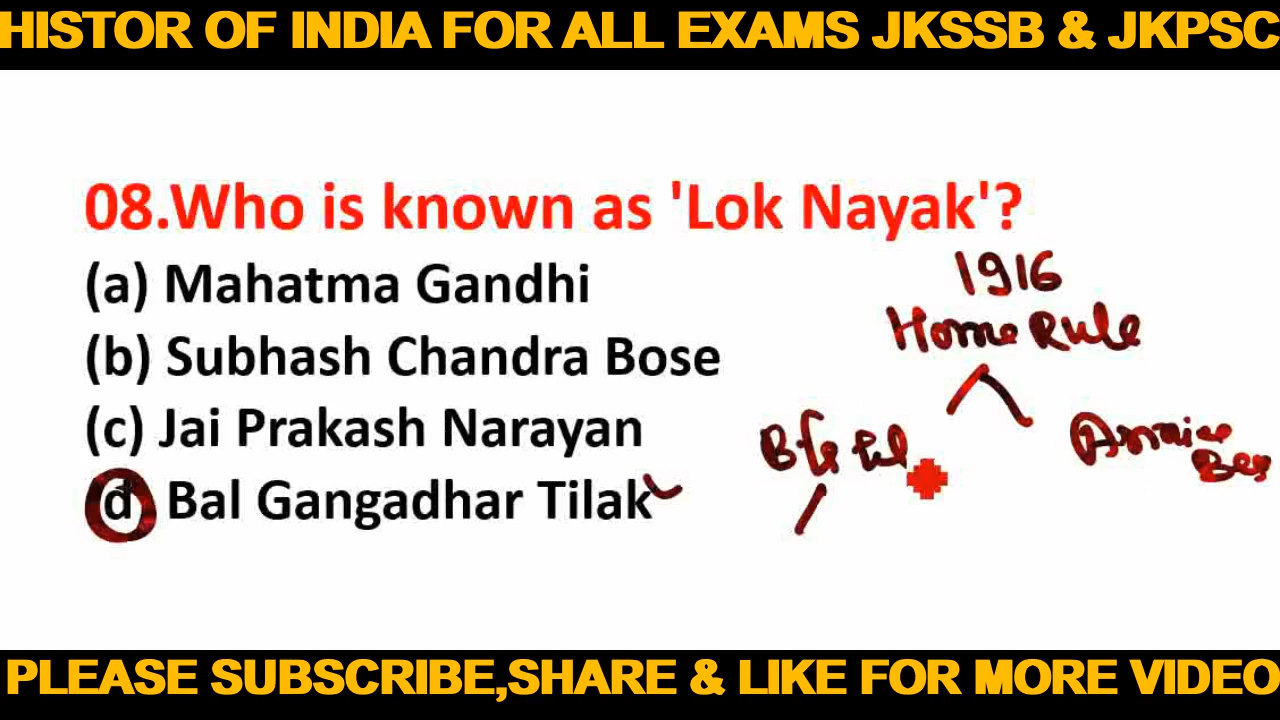 HISTOR OF INDIA FOR ALL EXAMS JKSSB & JKPSC
08.Who is known as 'Lok Nayak'?
(a) Mahatma Gandhi
(b) Subhash Chandra Bose
(c) Jai Prakash Narayan
(d) Bal Gangadhar Tilak
1916
Home Rule
PLEASE SUBSCRIBE,SHARE & LIKE FOR MORE VIDEO